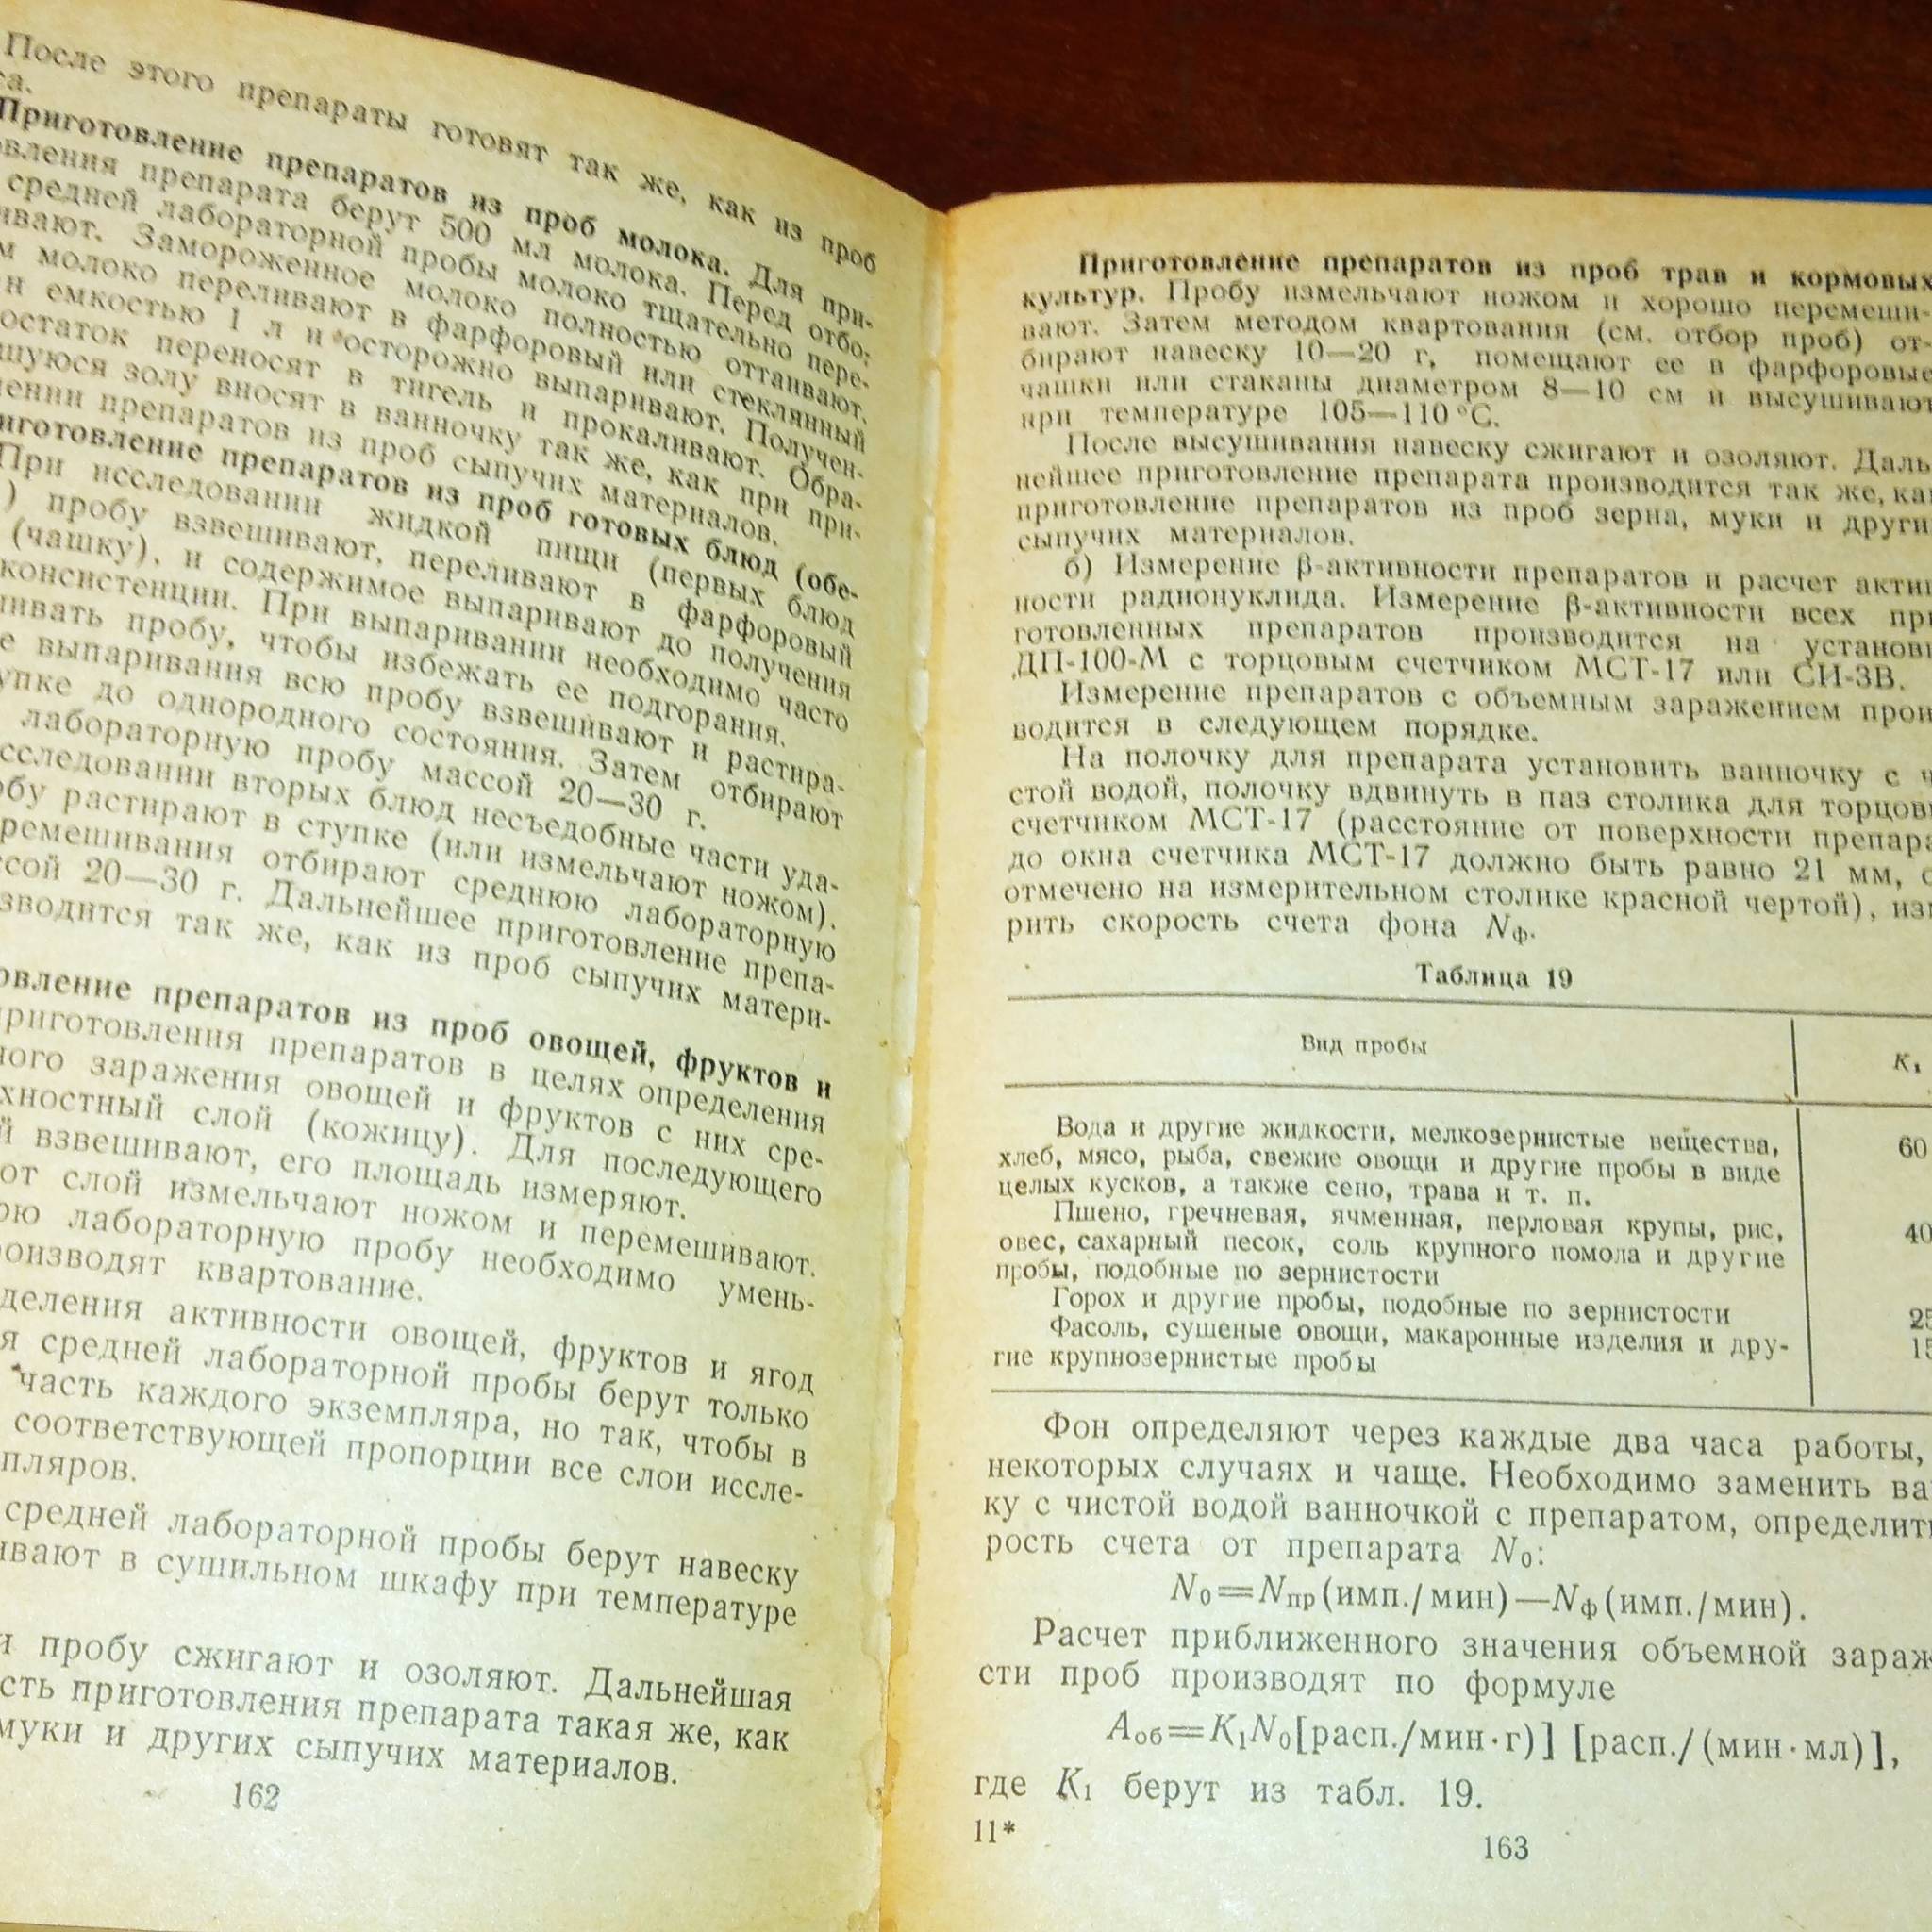 После этого препараты готовят так же, как из проб
са.
Приготовление препаратов из проб молока. Для при-
овления препарата берут 500 мл молока. Перед отбо-
средней лабораторной пробы молоко тщательно пере-
ивают. Замороженное молоко полностью оттаивают.
м молоко переливают в фарфоровый или стеклянный
н емкостью 1 л и осторожно выпаривают. Получен-
остаток переносят в тигель и прокаливают. Обра-
шуюся золу вносят в ванночку так же, как при при-
лении препаратов из проб сыпучих материалов.
иготовление препаратов из проб готовых блюд (обе-
При исследовании жидкой пищи (первых блюд
) пробу взвешивают, переливают в фарфоровый
(чашку), и содержимое выпаривают до получения
консистенции. При выпаривании необходимо часто
шивать пробу, чтобы избежать ее подгорания.
е выпаривания всю пробу взвешивают и растира-
упке до однородного состояния. Затем отбирают
лабораторную пробу массой 20—30 г.
сследовании вторых блюд несъедобные части уда-
обу растирают в ступке (или измельчают ножом).
ремешивания отбирают среднюю лабораторную
ссой 20—30 г. Дальнейшее приготовление препа-
зводится так же, как из проб сыпучих матери-
овление препаратов из проб овощей, фруктов и
приготовления препаратов в целях определения
ного заражения овощей и фруктов с них сре-
хностный слой (кожицу). Для последующего
й взвешивают, его площадь измеряют.
от слой измельчают ножом и перемешивают.
ою лабораторную пробу необходимо умень-
роизводят квартование.
деления активности овощей, фруктов и ягод
я средней лабораторной пробы берут только
часть каждого экземпляра, но так, чтобы в
соответствующей пропорции все слои иссле-
пляров.
средней лабораторной пробы берут навеску
ивают в сушильном шкафу при температуре
и пробу сжигают и озоляют. Дальнейшая
сть приготовления препарата такая же, как
муки и других сыпучих материалов.
162
Приготовление препаратов из проб трав и кормовых
культур. Пробу измельчают ножом и хорошо перемеши-
вают. Затем методом квартования (см. отбор проб) от-
бирают навеску 10—20 г, помещают ее в фарфоровые
чашки или стаканы диаметром 8—10 см и высушивают
при температуре 105—110 °С.
После высушивания навеску сжигают и озоляют. Даль-
нейшее приготовление препарата производится так же, как
приготовление препаратов из проб зерна, муки и други
сыпучих материалов.
б) Измерение β-активности препаратов и расчет актив
ности радионуклида. Измерение β-активности всех при
готовленных препаратов производится на установк
ДП-100-М с торцовым счетчиком МСТ-17 или СИ-3В.
Измерение препаратов с объемным заражением прои
водится в следующем порядке.
На полочку для препарата установить ванночку с ч
стой водой, полочку вдвинуть в паз столика для торцовы
счетчиком МСТ-17 (расстояние от поверхности препара
до окна счетчика МСТ-17 должно быть равно 21 мм, о
отмечено на измерительном столике красной чертой), изм
рить скорость счета фона Nф.
Таблица 19
Вид пробы K₁
Вода и другие жидкости, мелкозернистые вещества, 60
хлеб, мясо, рыба, свежие овощи и другие пробы в виде
целых кусков, а также сено, трава и т. п.
Пшено, гречневая, ячменная, перловая крупы, рис, 40
овес, сахарный песок, соль крупного помола и другие
пробы, подобные по зернистости
Горох и другие пробы, подобные по зернистости 25
Фасоль, сушеные овощи, макаронные изделия и дру- 15
гие крупнозернистые пробы
Фон определяют через каждые два часа работы,
некоторых случаях и чаще. Необходимо заменить ва
ку с чистой водой ванночкой с препаратом, определить
рость счета от препарата N₀:
N₀=Nпр(имп./мин)—Nф(имп./мин).
Расчет приближенного значения объемной зараж
сти проб производят по формуле
Aоб=K₁N₀[расп./мин·г)] [расп./(мин·мл)],
где K₁ берут из табл. 19.
11*
163